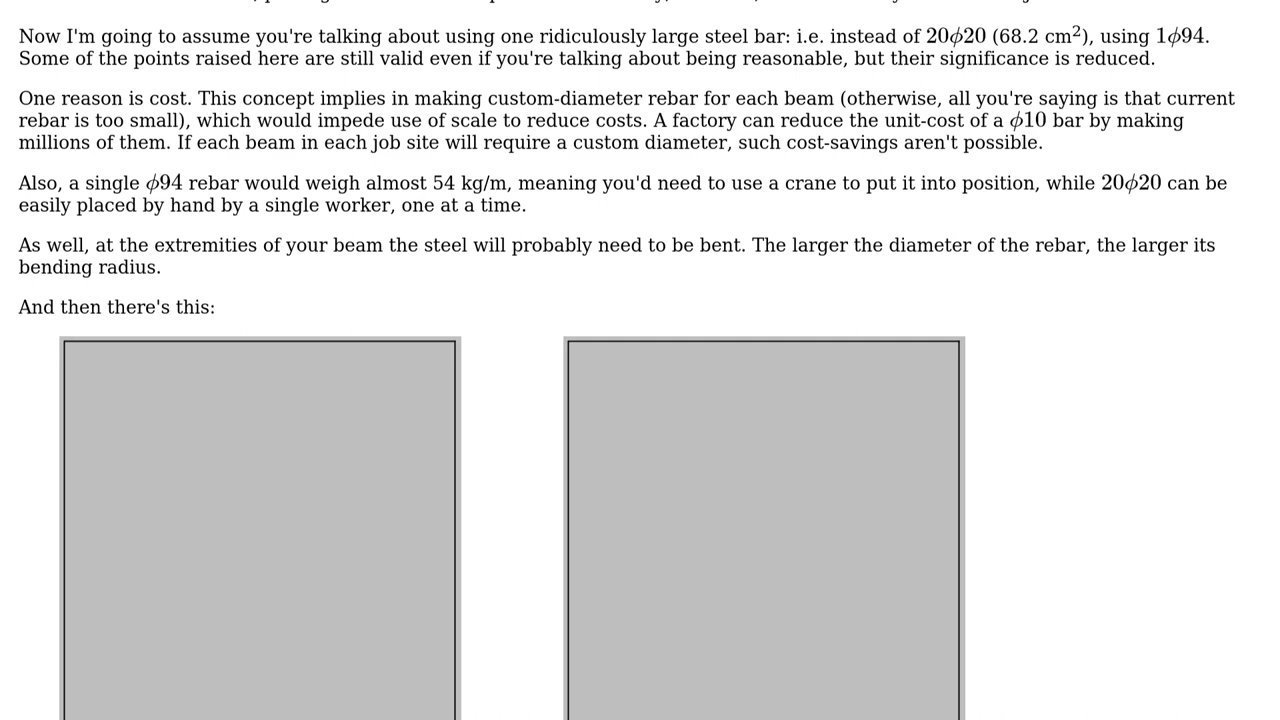 Now I'm going to assume you're talking about using one ridiculously large steel bar: i.e. instead of 20ϕ20 (68.2 cm²), using 1ϕ94.
Some of the points raised here are still valid even if you're talking about being reasonable, but their significance is reduced.
One reason is cost. This concept implies in making custom-diameter rebar for each beam (otherwise, all you're saying is that current
rebar is too small), which would impede use of scale to reduce costs. A factory can reduce the unit-cost of a ϕ10 bar by making
millions of them. If each beam in each job site will require a custom diameter, such cost-savings aren't possible.
Also, a single ϕ94 rebar would weigh almost 54 kg/m, meaning you'd need to use a crane to put it into position, while 20ϕ20 can be
easily placed by hand by a single worker, one at a time.
As well, at the extremities of your beam the steel will probably need to be bent. The larger the diameter of the rebar, the larger its
bending radius.
And then there's this: